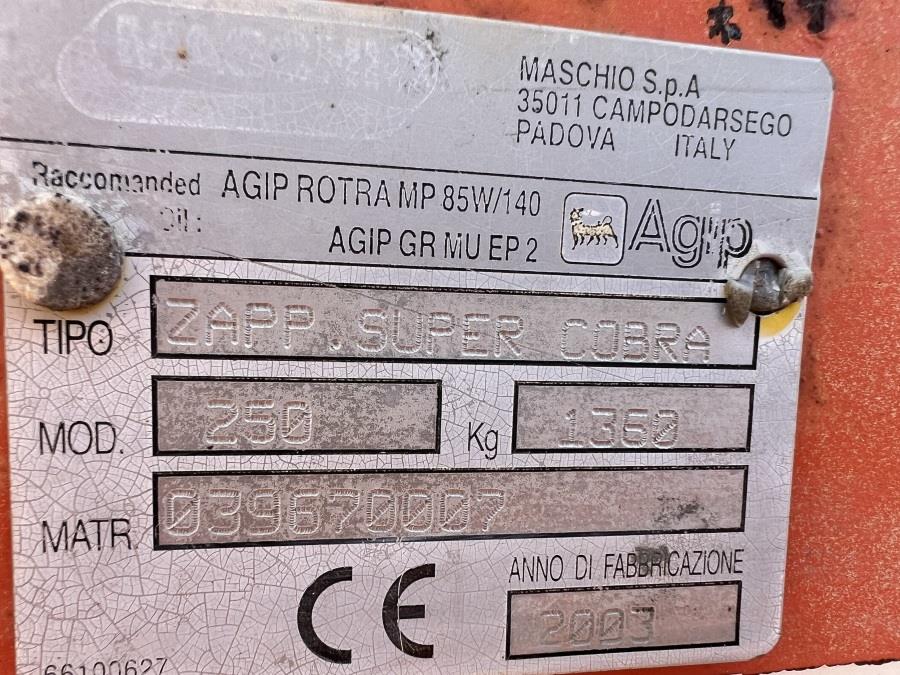 MASCHIO S.p.A
35011 CAMPODARSEGO
PADOVA ITALY
Raccomanded AGIP ROTRA MP 85W/140
Oil: AGIP GR MU EP 2
Agip
TIPO ZAPP.SUPER COBRA
MOD. 250 Kg 1360
MATR. 039670007
CE
ANNO DI FABBRICAZIONE
2003
66100627